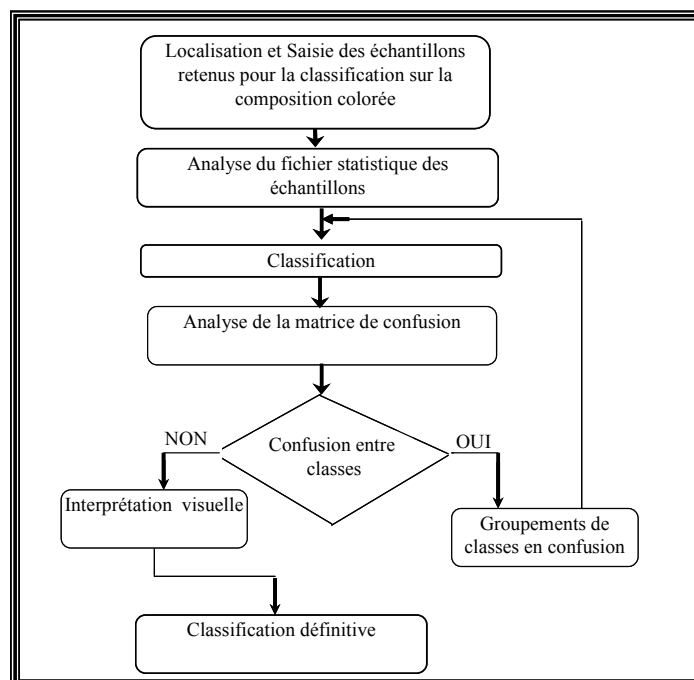 Localisation et Saisie des échantillons
retenus pour la classification sur la
composition colorée
Analyse du fichier statistique des
échantillons
Classification
Analyse de la matrice de confusion
NON
Confusion entre
classes
OUI
Interprétation visuelle
Groupements de
classes en confusion
Classification définitive